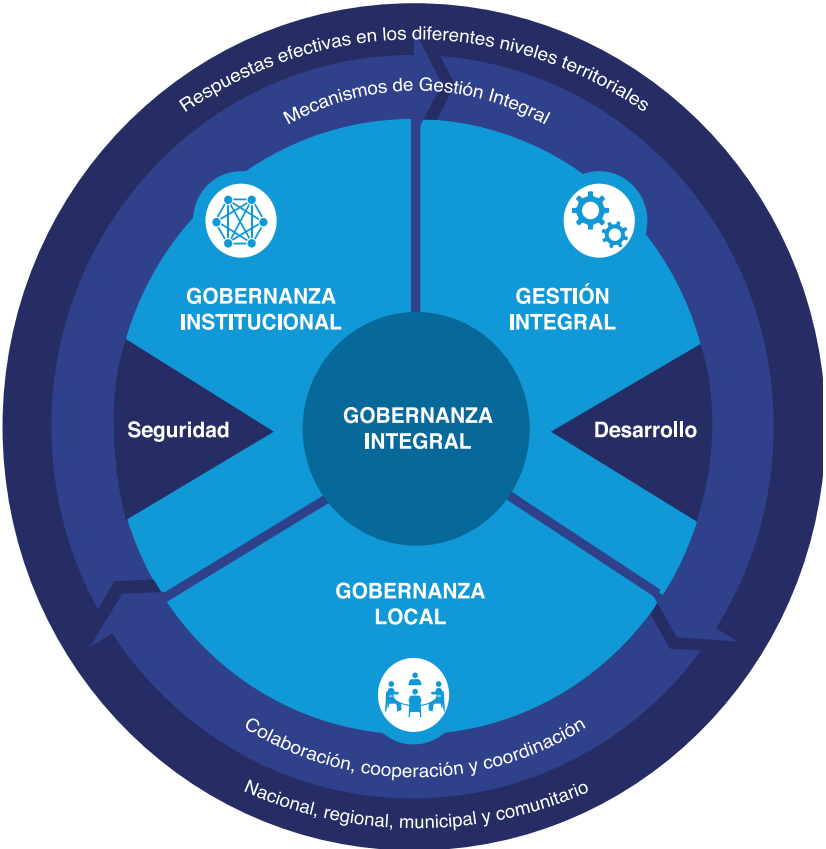 Respuestas efectivas en los diferentes niveles territoriales
Mecanismos de Gestión Integral
GOBERNANZA
INSTITUCIONAL
GESTIÓN
INTEGRAL
Seguridad
GOBERNANZA
INTEGRAL
Desarrollo
GOBERNANZA
LOCAL
Colaboración, cooperación y coordinación
Nacional, regional, municipal y comunitario